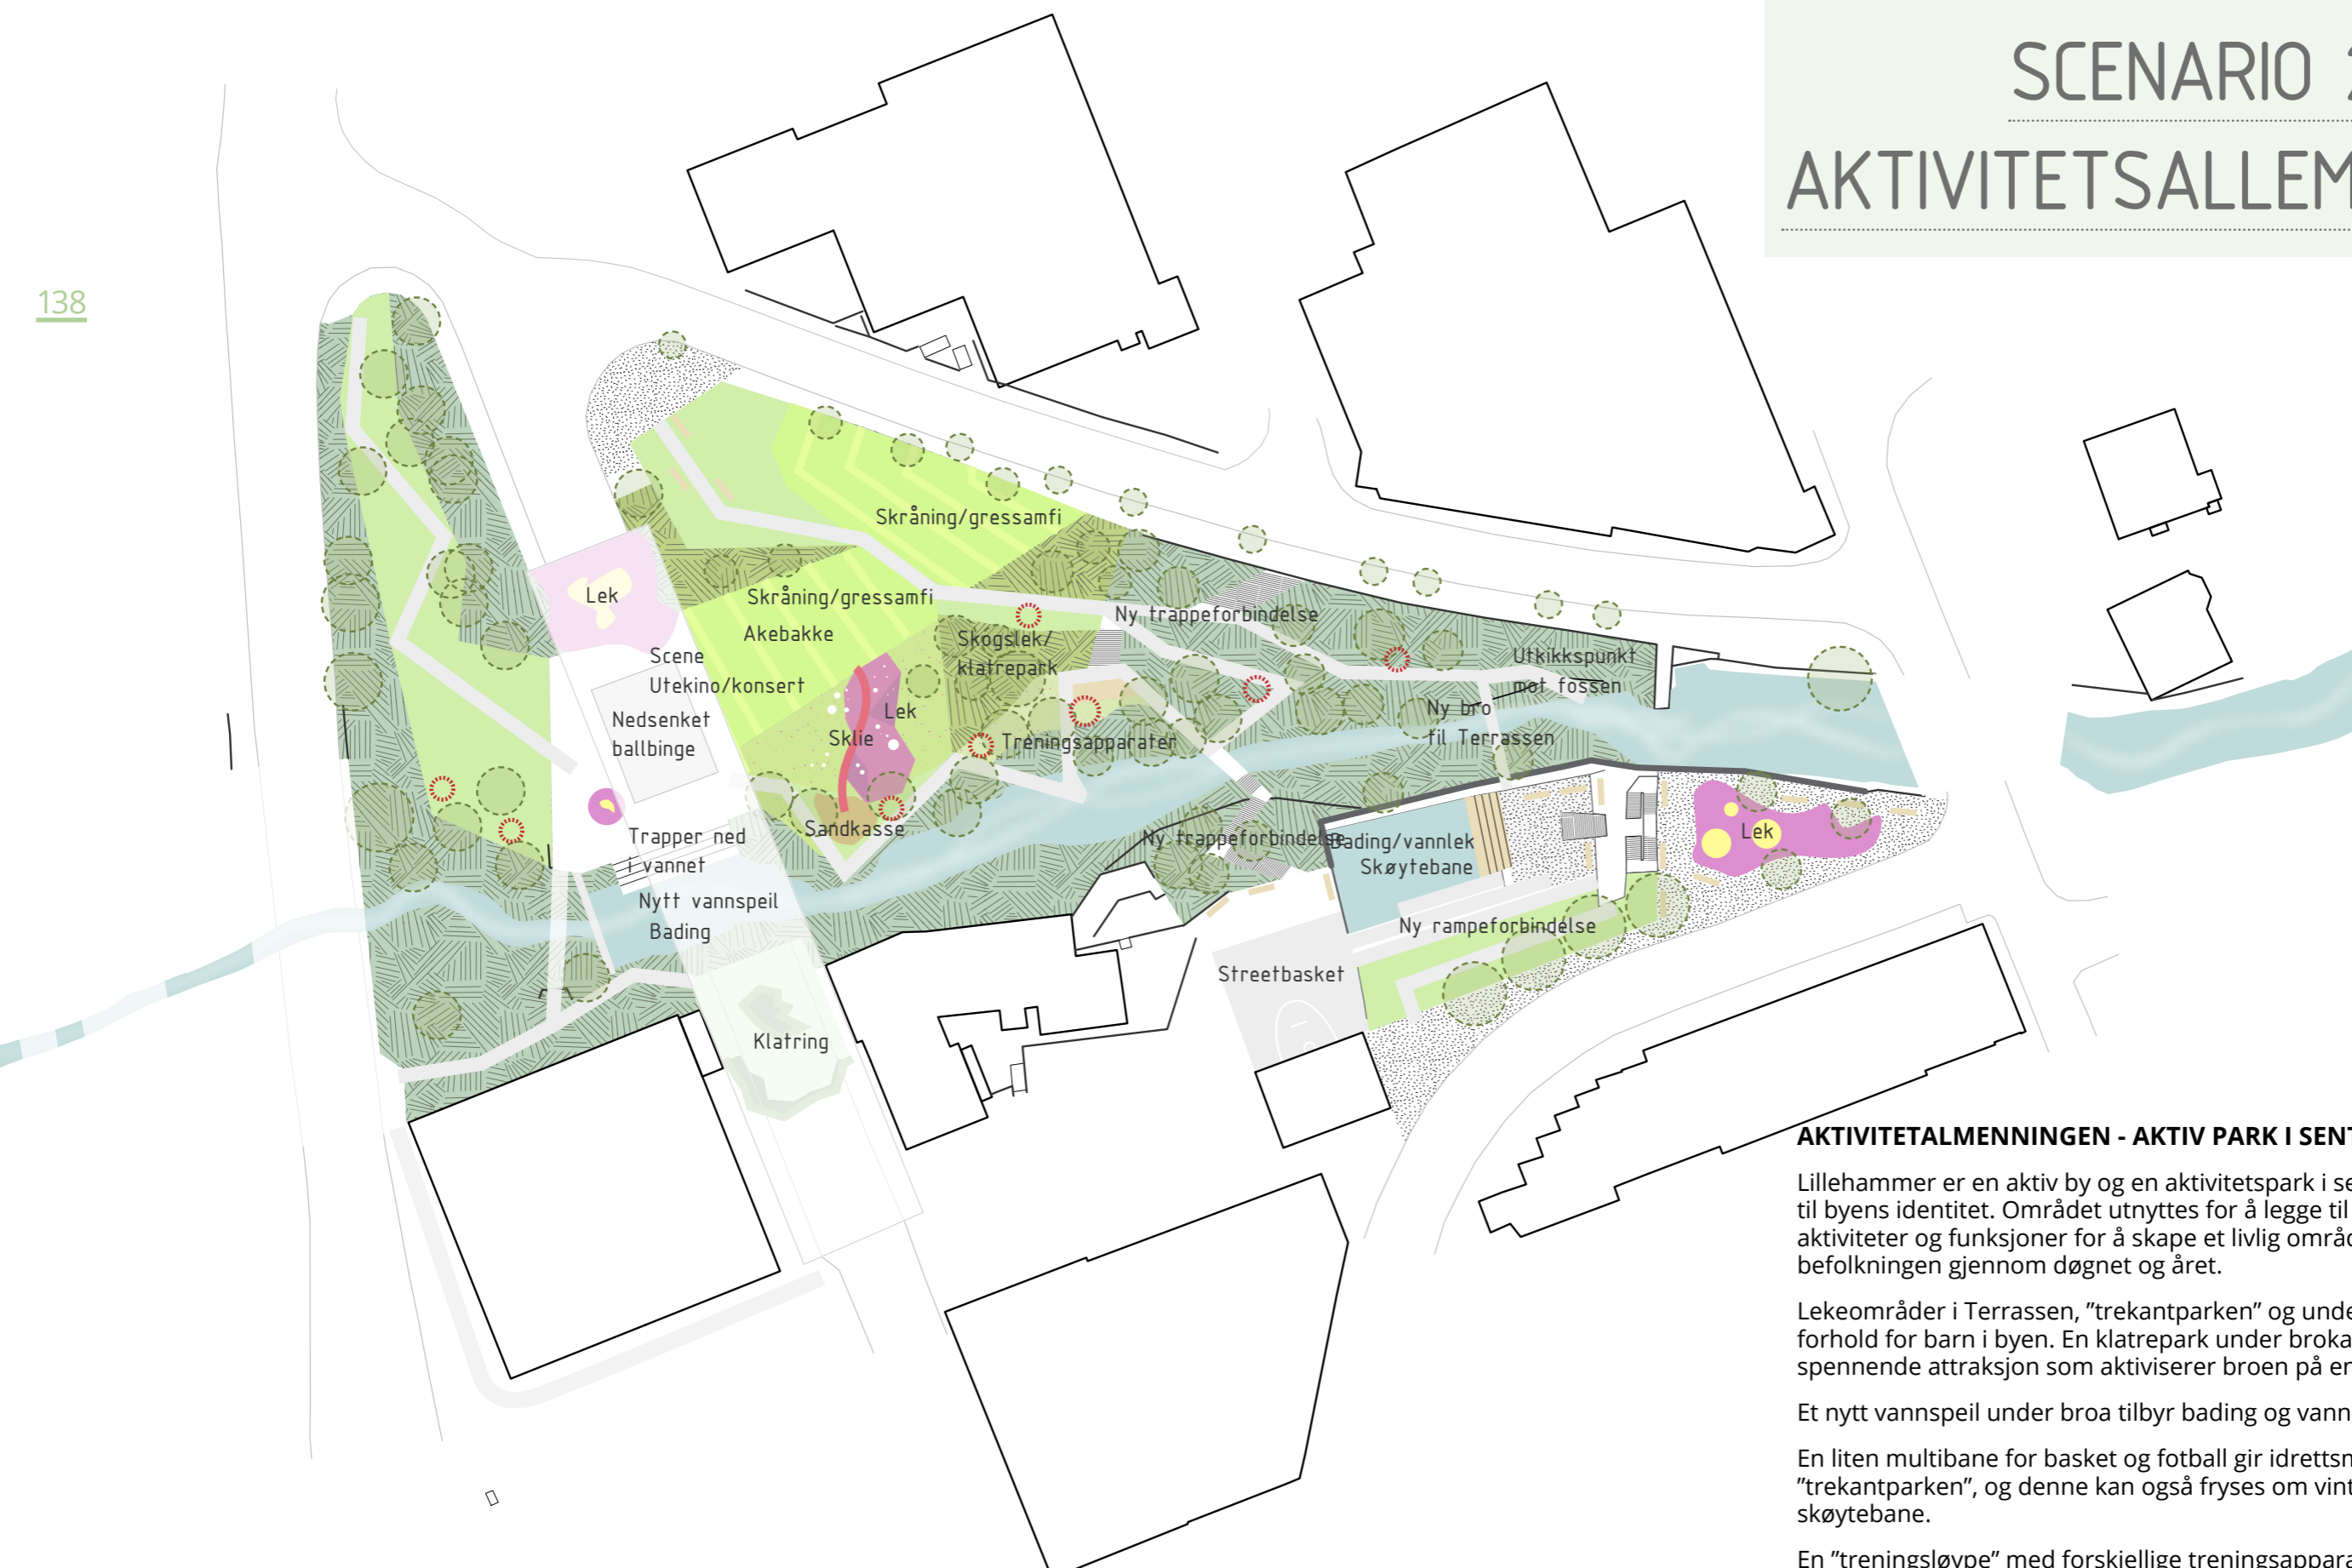 SCENARIO
AKTIVITETSALLEM
138
Skråning/gressamfi
Lek
Skråning/gressamfi
Akebakke
Ny trappeforbindelse
Skogslek/
klatrepark
Scene
Utekino/konsert
Utkikkspunkt
mot fossen
Nedsenket
ballbinge
Lek
Sklie
Ny bro
til Terrassen
Treningsapparater
Trapper ned
i vannet
Sandkasse
Ny trappeforbindelse
Bading/vannlek
Skøytebane
Lek
Nytt vannspeil
Bading
Ny rampeforbindelse
Streetbasket
Klatring
AKTIVITETALMENNINGEN - AKTIV PARK I SENT
Lillehammer er en aktiv by og en aktivitetspark i se
til byens identitet. Området utnyttes for å legge til
aktiviteter og funksjoner for å skape et livlig områd
befolkningen gjennom døgnet og året.
Lekeområder i Terrassen, ”trekantparken” og unde
forhold for barn i byen. En klatrepark under broka
spennende attraksjon som aktiviserer broen på en
Et nytt vannspeil under broa tilbyr bading og vann
En liten multibane for basket og fotball gir idrettsm
”trekantparken”, og denne kan også fryses om vint
skøytebane.
En ”treningsløype” med forskjellige treningsappara